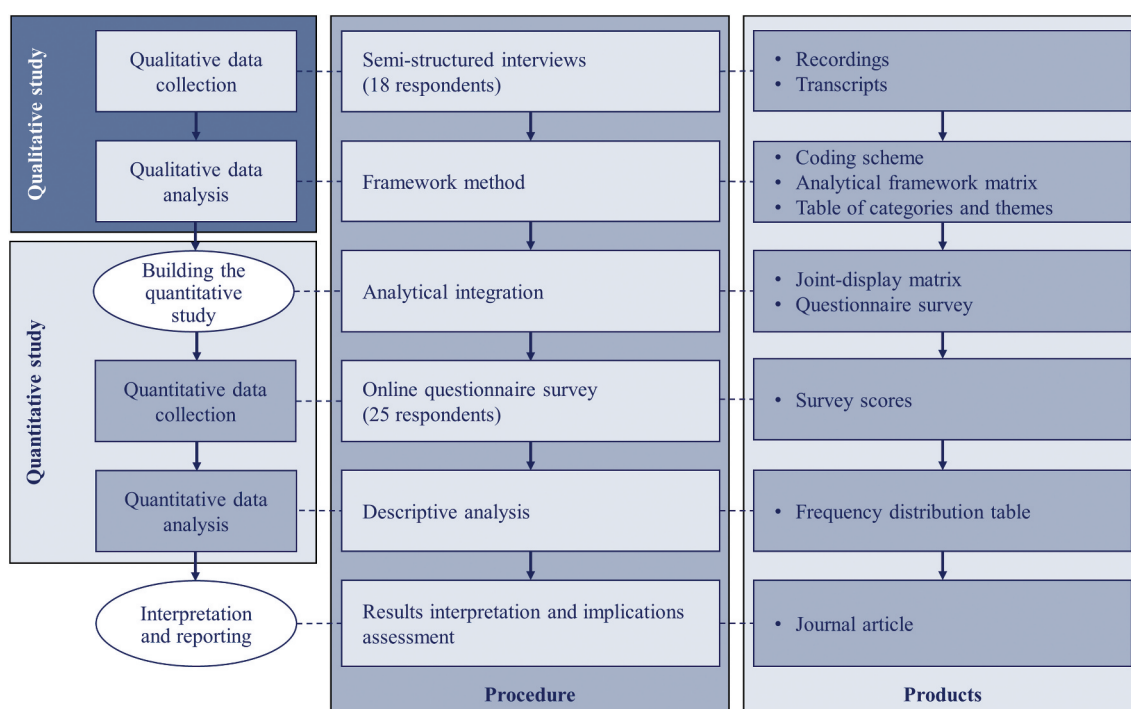 Qualitative study
Qualitative data
collection
Semi-structured interviews
(18 respondents)
• Recordings
• Transcripts
Qualitative data
analysis
Framework method
• Coding scheme
• Analytical framework matrix
• Table of categories and themes
Quantitative study
Building the
quantitative
study
Analytical integration
• Joint-display matrix
• Questionnaire survey
Quantitative data
collection
Online questionnaire survey
(25 respondents)
• Survey scores
Quantitative data
analysis
Descriptive analysis
• Frequency distribution table
Interpretation
and reporting
Results interpretation and implications
assessment
• Journal article
Procedure
Products